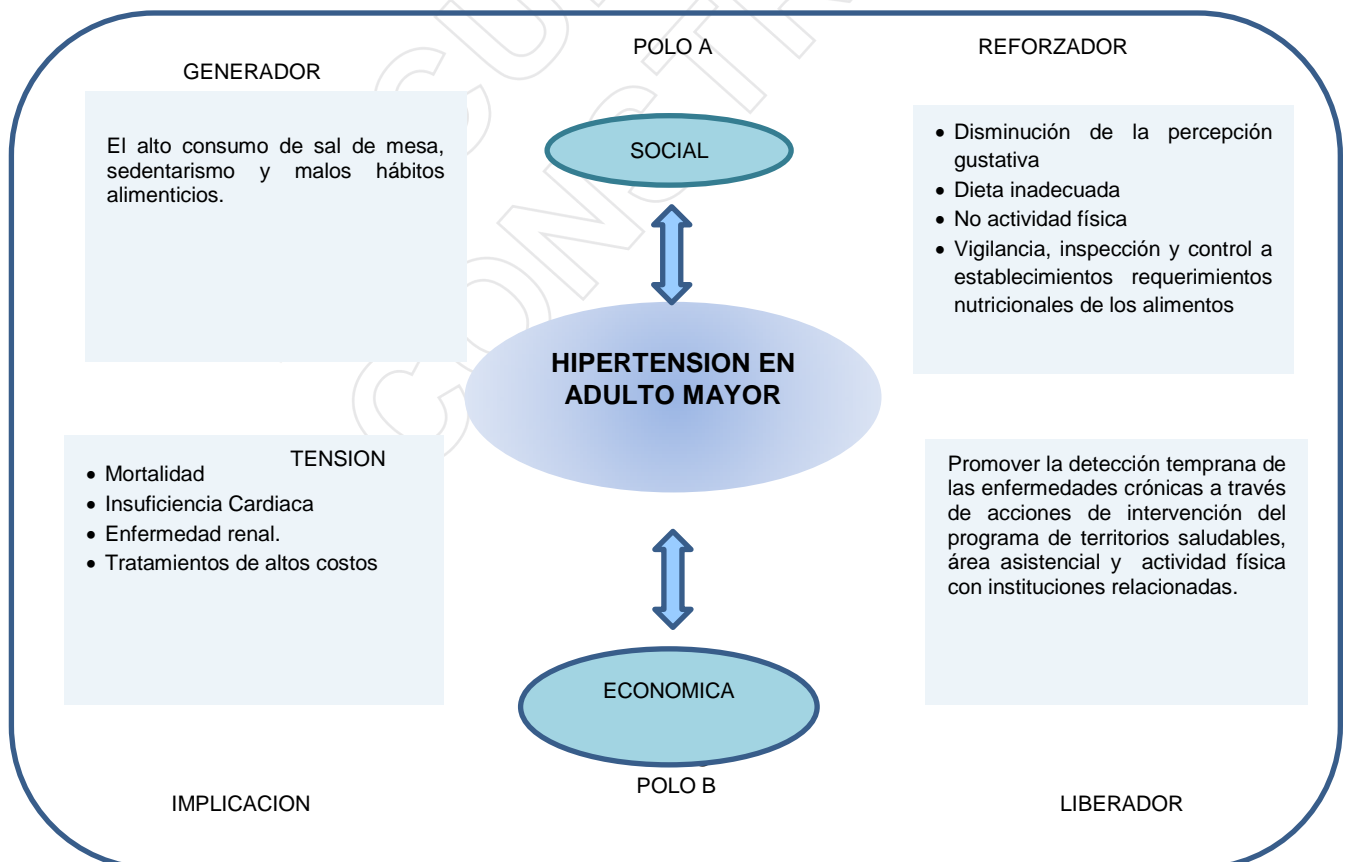 POLO A
REFORZADOR
GENERADOR
El alto consumo de sal de mesa,
sedentarismo y malos hábitos
alimenticios.
SOCIAL
• Disminución de la percepción
gustativa
• Dieta inadecuada
• No actividad física
• Vigilancia, inspección y control a
establecimientos requerimientos
nutricionales de los alimentos
HIPERTENSION EN
ADULTO MAYOR
TENSION
• Mortalidad
• Insuficiencia Cardiaca
• Enfermedad renal.
• Tratamientos de altos costos
Promover la detección temprana de
las enfermedades crónicas a través
de acciones de intervención del
programa de territorios saludables,
área asistencial y actividad física
con instituciones relacionadas.
ECONOMICA
POLO B
IMPLICACION
LIBERADOR